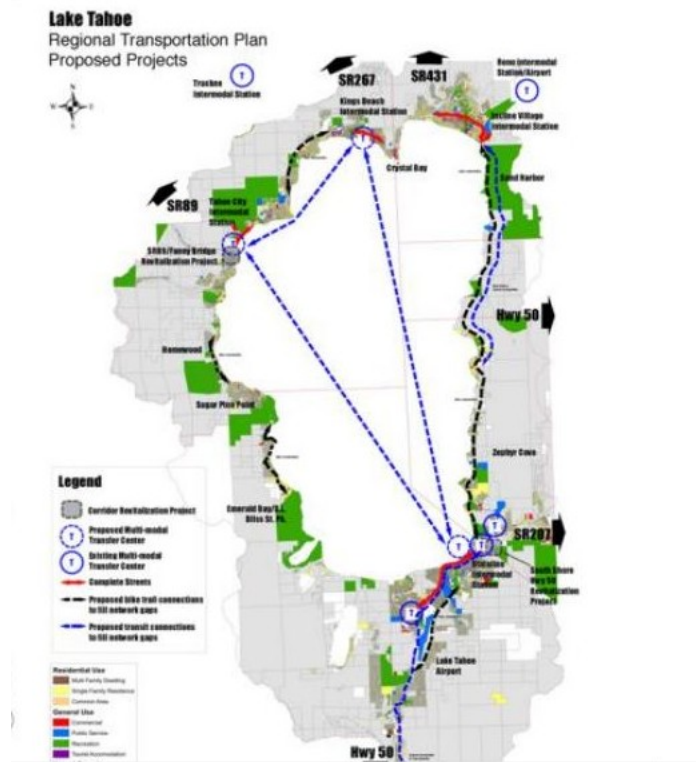 Lake Tahoe
Regional Transportation Plan
Proposed Projects
Truckee
Intermodal Station
SR267
SR431
Reno Intermodal
Station/Airport
T
T
Kings Beach
Intermodal Station
Incline Village
Intermodal Station
T
Crystal Bay
Sand Harbor
SR89
Tahoe City
Intermodal
Station
T
SR89/Fanny Bridge
Revitalization Project
Hwy 50
Homewood
Sugar Pine Point
Zephyr Cove
Legend
Corridor Revitalization Project
T
Proposed Multi-modal
Transfer Center
T
Existing Multi-modal
Transfer Center
Complete Streets
Proposed bike trail connections
to fill network gaps
Proposed transit connections
to fill network gaps
Emerald Bay/D.L.
Bliss St. Pk.
T
T
T
SR207
Stateline
Intermodal
Station
South Shore
Hwy 50
Revitalization
Project
T
Lake Tahoe
Airport
Residential Use
Multi Family Dwelling
Single Family Residence
Common Area
General Use
Commercial
Public Service
Recreation
Tourist Accomodation
Hwy 50